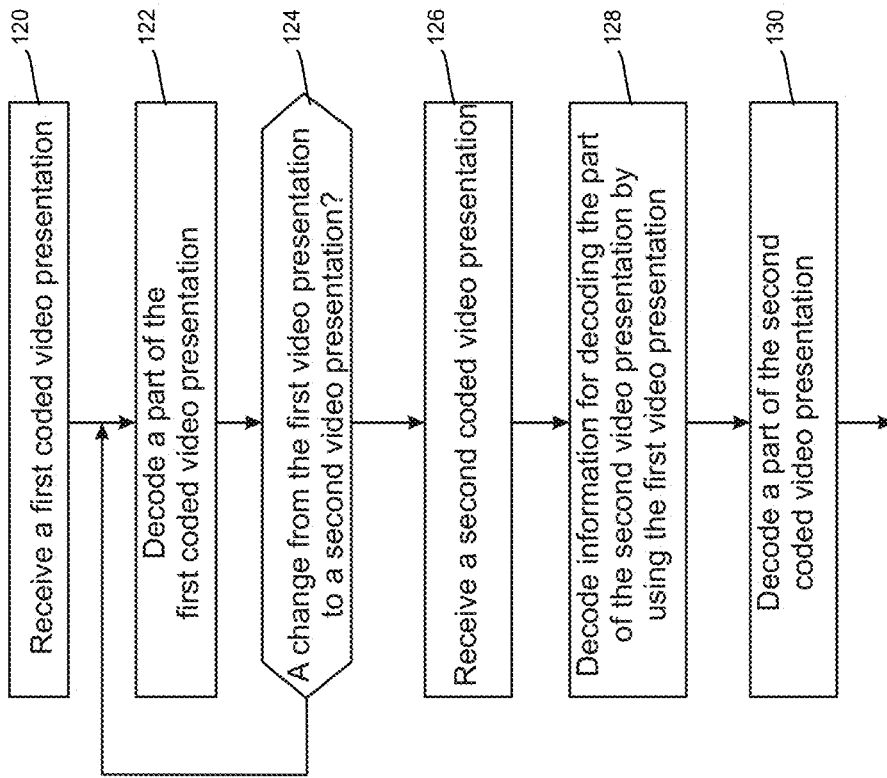 120
Receive a first coded video presentation
122
Decode a part of the
first coded video presentation
124
A change from the first video presentation
to a second video presentation?
126
Receive a second coded video presentation
128
Decode information for decoding the part
of the second video presentation by
using the first video presentation
130
Decode a part of the second
coded video presentation